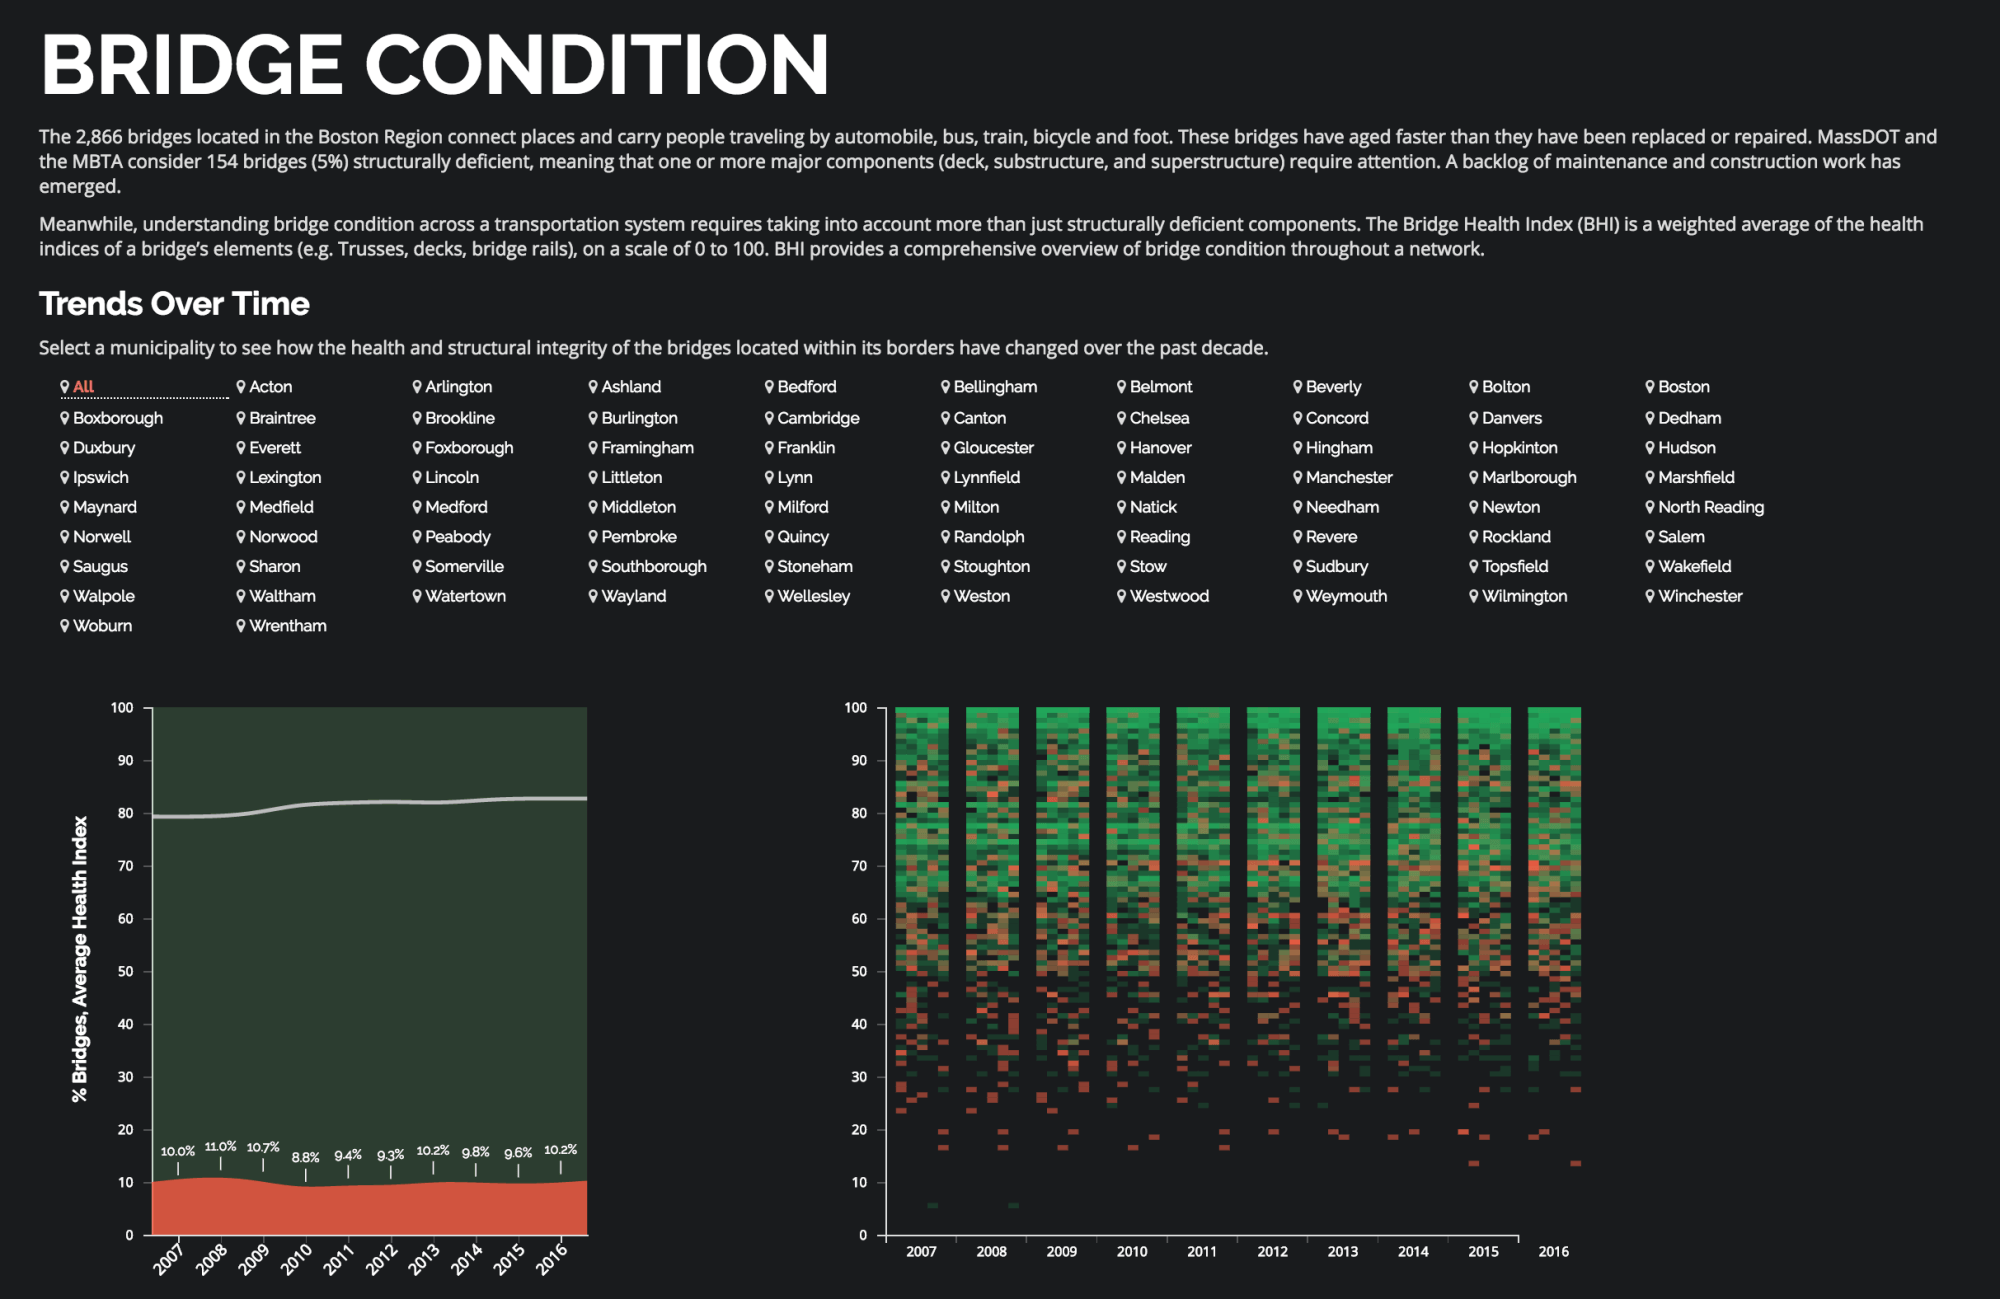 BRIDGE CONDITION
The 2,866 bridges located in the Boston Region connect places and carry people traveling by automobile, bus, train, bicycle and foot. These bridges have aged faster than they have been replaced or repaired. MassDOT and
the MBTA consider 154 bridges (5%) structurally deficient, meaning that one or more major components (deck, substructure, and superstructure) require attention. A backlog of maintenance and construction work has
emerged.
Meanwhile, understanding bridge condition across a transportation system requires taking into account more than just structurally deficient components. The Bridge Health Index (BHI) is a weighted average of the health
indices of a bridge’s elements (e.g. Trusses, decks, bridge rails), on a scale of 0 to 100. BHI provides a comprehensive overview of bridge condition throughout a network.
Trends Over Time
Select a municipality to see how the health and structural integrity of the bridges located within its borders have changed over the past decade.
All Acton Arlington Ashland Bedford Bellingham Belmont Beverly Bolton Boston
Boxborough Braintree Brookline Burlington Cambridge Canton Chelsea Concord Danvers Dedham
Duxbury Everett Foxborough Framingham Franklin Gloucester Hanover Hingham Hopkinton Hudson
Ipswich Lexington Lincoln Littleton Lynn Lynnfield Malden Manchester Marlborough Marshfield
Maynard Medfield Medford Middleton Milford Milton Natick Needham Newton North Reading
Norwell Norwood Peabody Pembroke Quincy Randolph Reading Revere Rockland Salem
Saugus Sharon Somerville Southborough Stoneham Stoughton Stow Sudbury Topsfield Wakefield
Walpole Waltham Watertown Wayland Wellesley Weston Westwood Weymouth Wilmington Winchester
Woburn Wrentham
% Bridges, Average Health Index
100
90
80
70
60
50
40
30
20
10
0
10.0% 11.0% 10.7% 8.8% 9.4% 9.3% 10.2% 9.8% 9.6% 10.2%
2007 2008 2009 2010 2011 2012 2013 2014 2015 2016
100
90
80
70
60
50
40
30
20
10
0
2007 2008 2009 2010 2011 2012 2013 2014 2015 2016